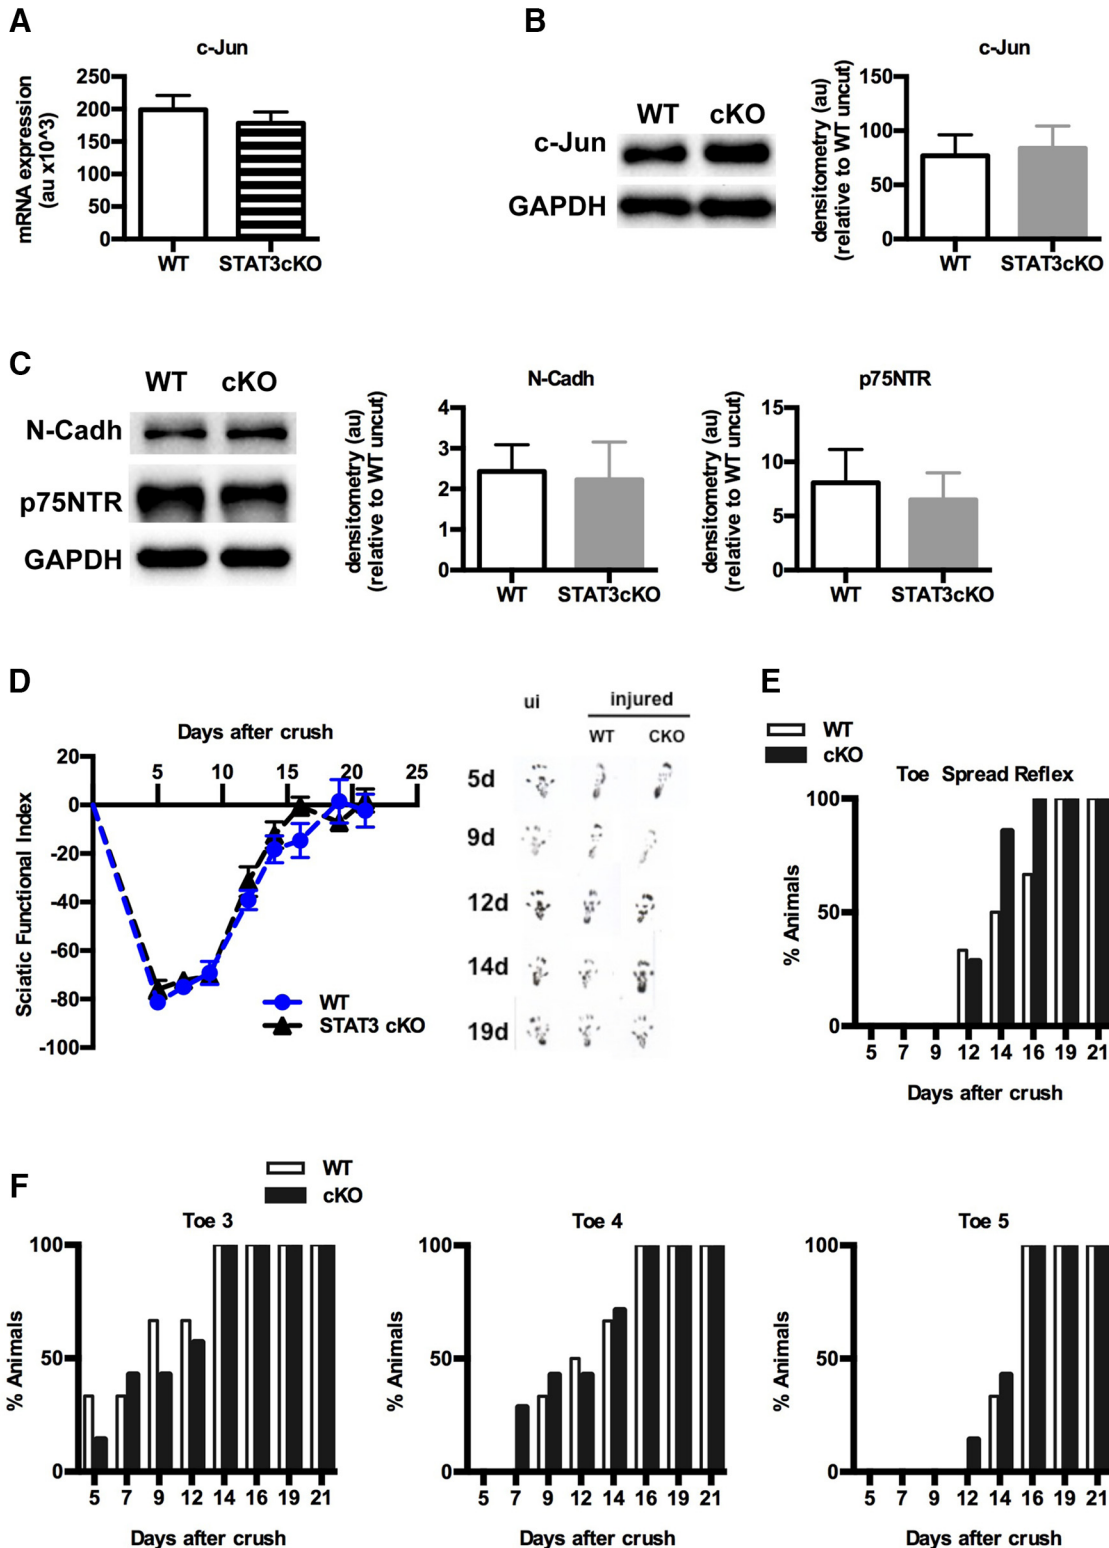 A
c-Jun
mRNA expression
(au x10^3)
250
200
150
100
50
0
WT
STAT3cKO
B
WT
cKO
c-Jun
GAPDH
c-Jun
densitometry (au)
(relative to WT uncut)
150
100
50
0
WT
STAT3cKO
C
WT
cKO
N-Cadh
p75NTR
GAPDH
N-Cadh
densitometry (au)
(relative to WT uncut)
4
3
2
1
0
WT
STAT3cKO
p75NTR
densitometry (au)
(relative to WT uncut)
15
10
5
0
WT
STAT3cKO
D
Days after crush
5 10 15 20 25
Sciatic Functional Index
20
0
-20
-40
-60
-80
-100
WT
STAT3 cKO
ui
injured
WT
CKO
5d
9d
12d
14d
19d
E
WT
cKO
Toe Spread Reflex
% Animals
100
50
0
5 7 9 12 14 16 19 21
Days after crush
F
WT
cKO
Toe 3
% Animals
100
50
0
5 7 9 12 14 16 19 21
Days after crush
Toe 4
% Animals
100
50
0
5 7 9 12 14 16 19 21
Days after crush
Toe 5
% Animals
100
50
0
5 7 9 12 14 16 19 21
Days after crush